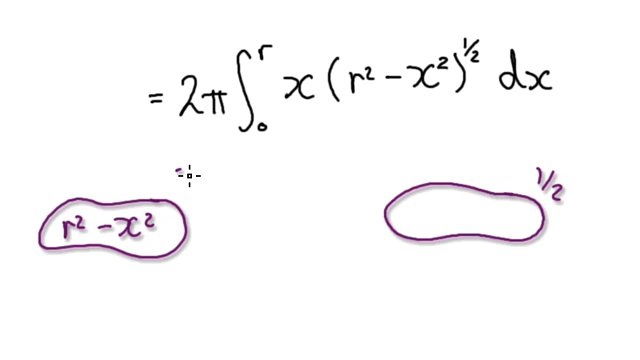 = 2π∫₀ʳ x (r² − x²)^½ dx
r² − x² 1/2